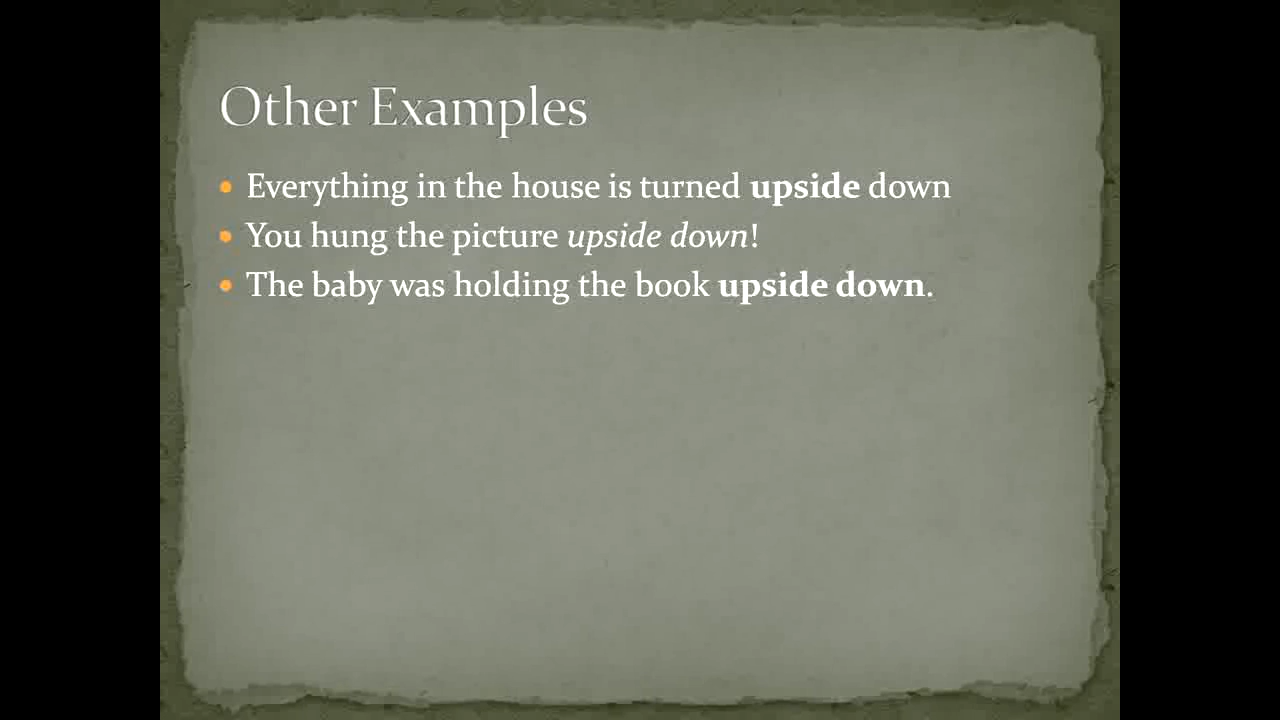 Other Examples
• Everything in the house is turned upside down
• You hung the picture upside down!
• The baby was holding the book upside down.